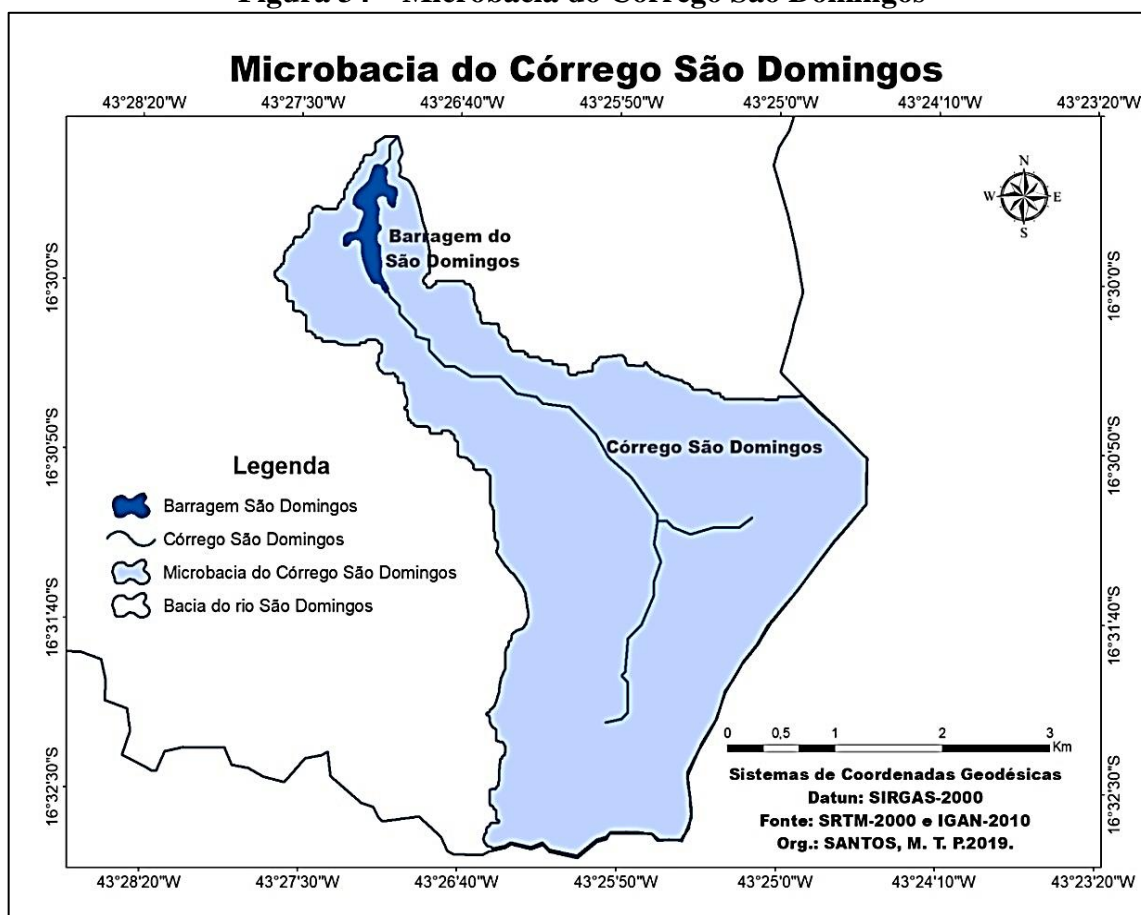 Figura 34 – Microbacia do Córrego São Domingos
Microbacia do Córrego São Domingos
43°28'20"W 43°27'30"W 43°26'40"W 43°25'50"W 43°25'0"W 43°24'10"W 43°23'20"W
N
W E
S
Barragem do
São Domingos
16°30'0"S 16°30'0"S
Córrego São Domingos
16°30'50"S 16°30'50"S
Legenda
Barragem São Domingos
Córrego São Domingos
Microbacia do Córrego São Domingos
Bacia do rio São Domingos
16°31'40"S 16°31'40"S
0 0,5 1 2 3
Km
Sistemas de Coordenadas Geodésicas
Datun: SIRGAS-2000
Fonte: SRTM-2000 e IGAN-2010
Org.: SANTOS, M. T. P.2019.
16°32'30"S 16°32'30"S
43°28'20"W 43°27'30"W 43°26'40"W 43°25'50"W 43°25'0"W 43°24'10"W 43°23'20"W